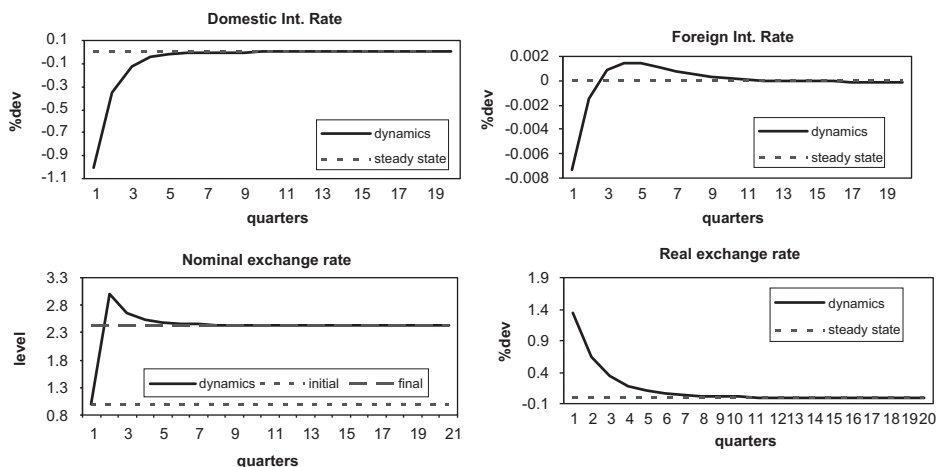 Domestic Int. Rate
%dev
0.1
-0.1
-0.3
-0.5
-0.7
-0.9
-1.1
dynamics
steady state
1 3 5 7 9 11 13 15 17 19
quarters
Foreign Int. Rate
%dev
0.002
0
-0.002
-0.004
-0.006
-0.008
dynamics
steady state
1 3 5 7 9 11 13 15 17 19
quarters
Nominal exchange rate
level
3.3
2.8
2.3
1.8
1.3
0.8
dynamics initial final
1 3 5 7 9 11 13 15 17 19 21
quarters
Real exchange rate
%dev
1.9
1.4
0.9
0.4
-0.1
dynamics
steady state
1 2 3 4 5 6 7 8 9 10 11 12 13 14 15 16 17 18 19 20
quarters